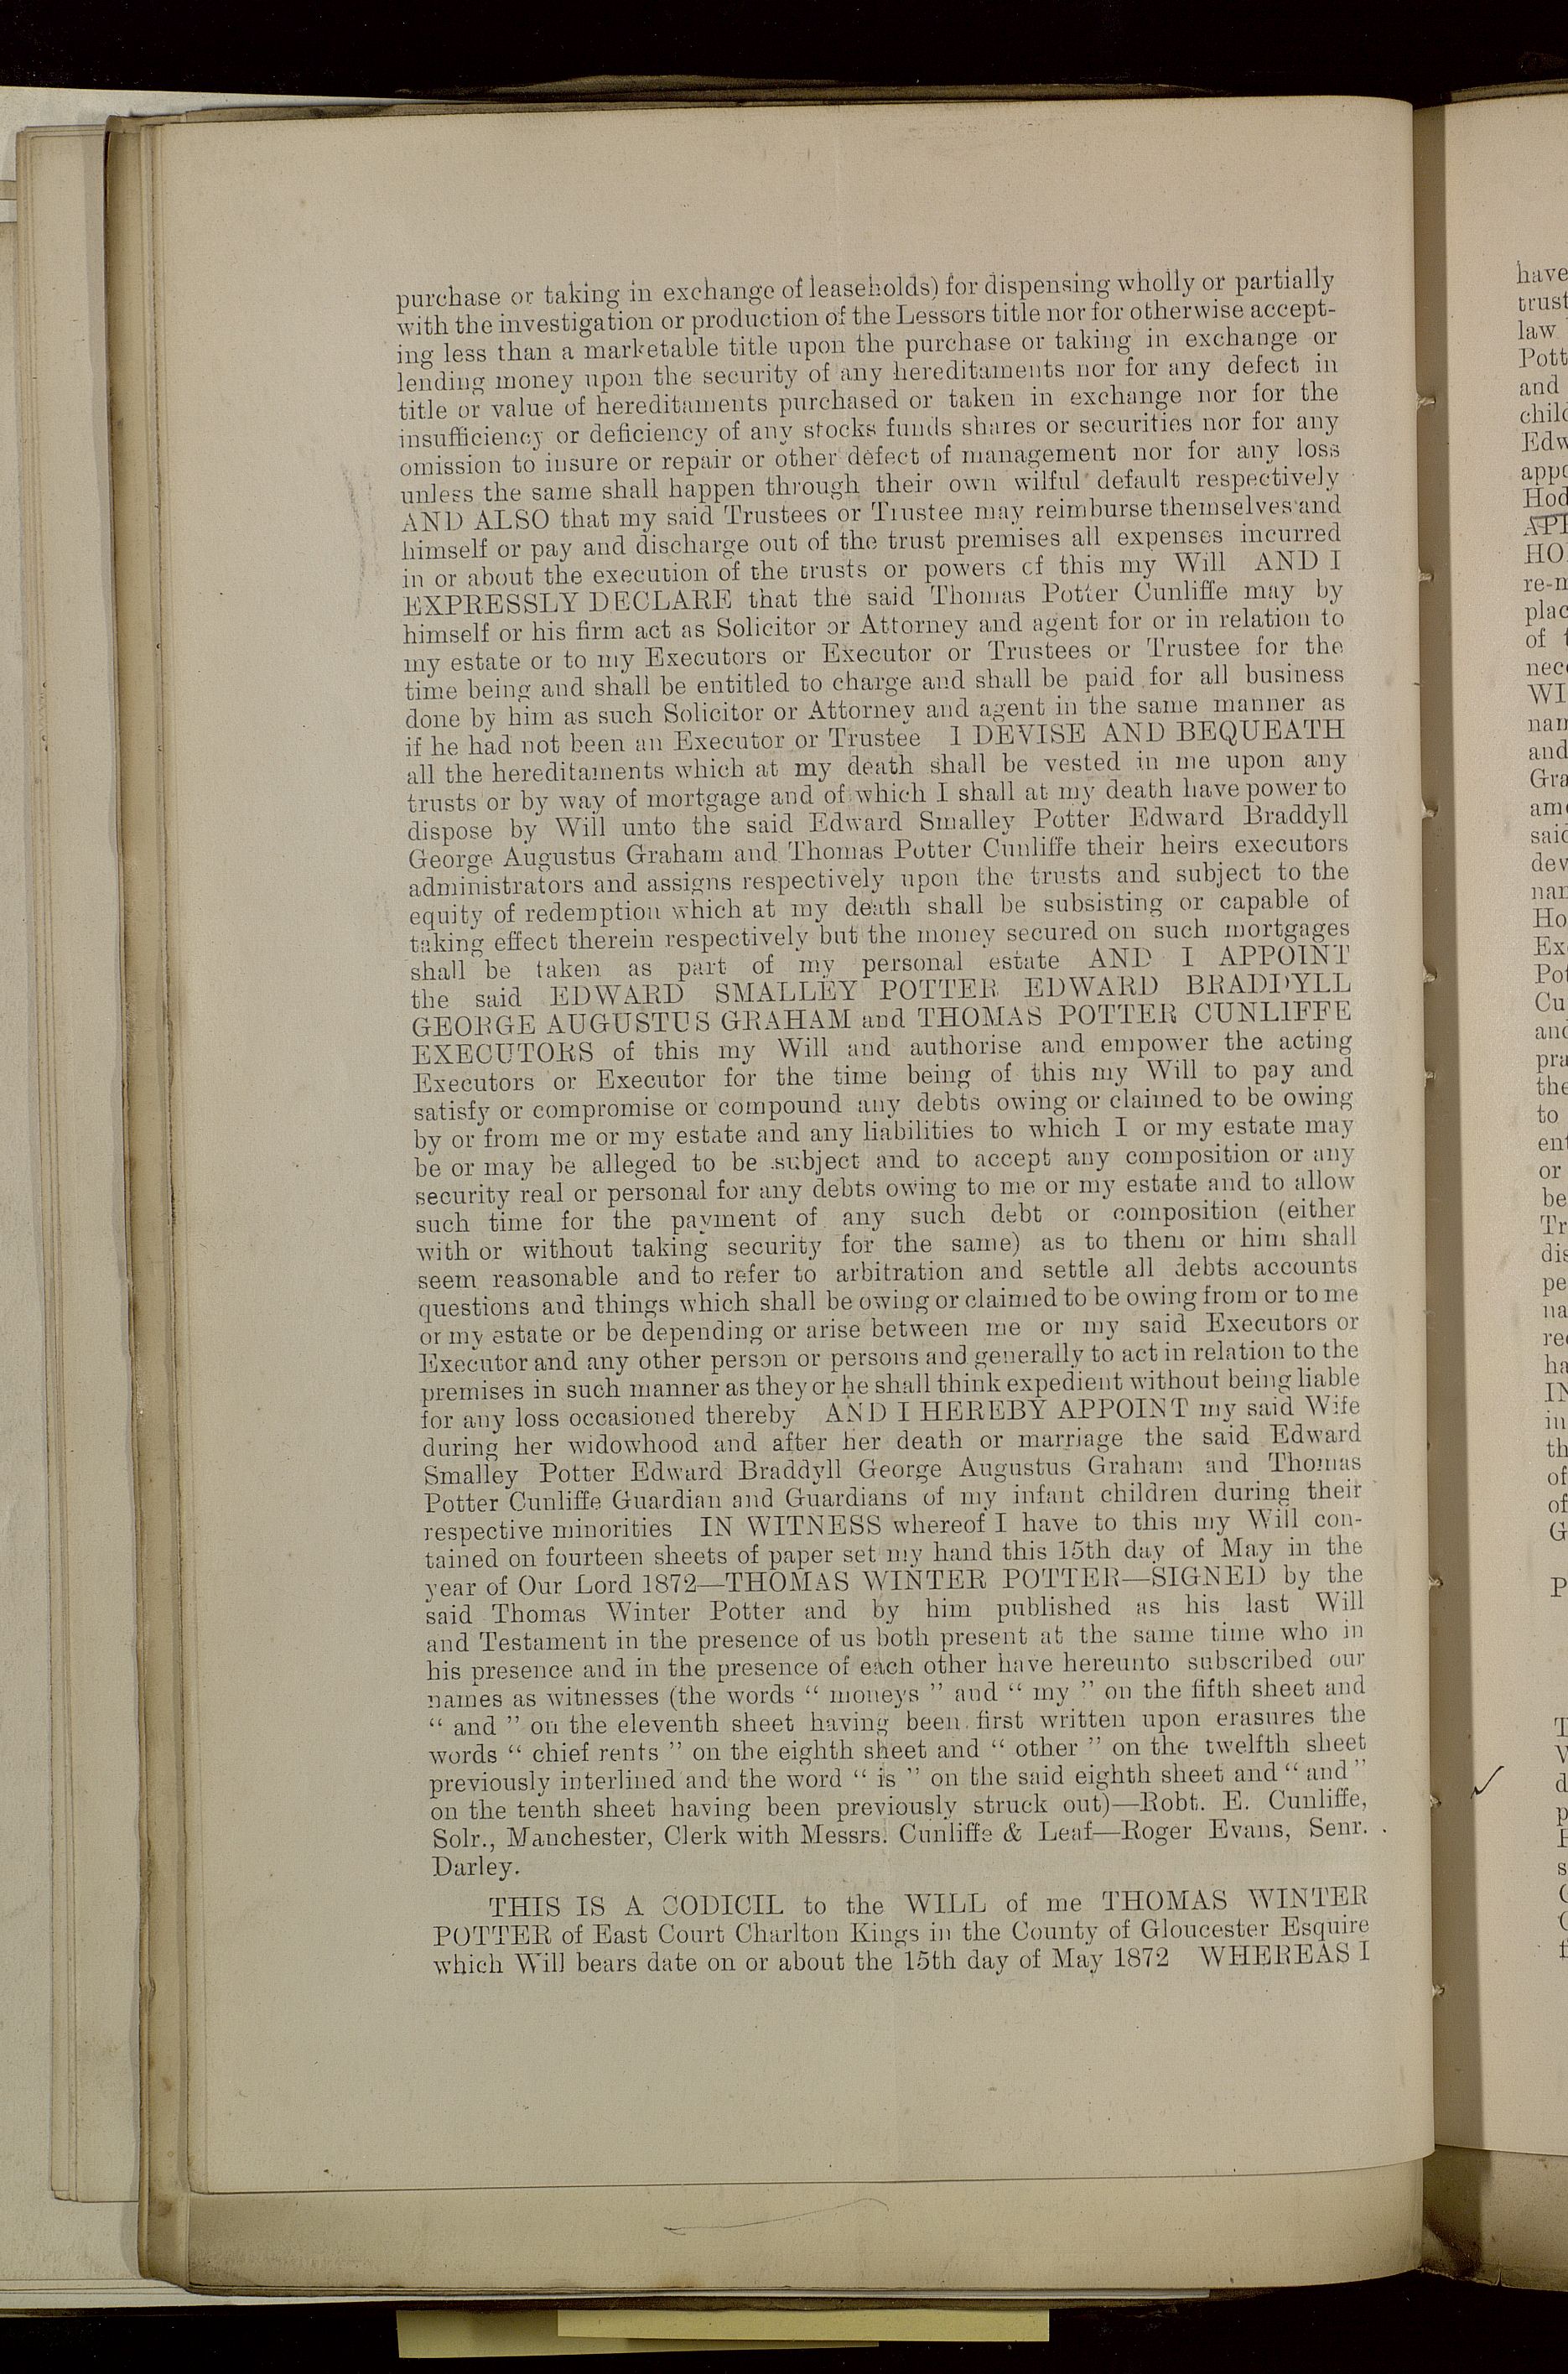 purchase or taking in exchange of leaseholds) for dispensing wholly or partially
with the investigation or production of the Lessors title nor for otherwise accept-
ing less than a marketable title upon the purchase or taking in exchange or
lending money upon the security of any hereditaments nor for any defect in
title or value of hereditaments purchased or taken in exchange nor for the
insufficiency or deficiency of any stocks funds shares or securities nor for any
omission to insure or repair or other defect of management nor for any loss
unless the same shall happen through their own wilful default respectively
AND ALSO that my said Trustees or Trustee may reimburse themselves and
himself or pay and discharge out of the trust premises all expenses incurred
in or about the execution of the trusts or powers of this my Will AND I
EXPRESSLY DECLARE that the said Thomas Potter Cunliffe may by
himself or his firm act as Solicitor or Attorney and agent for or in relation to
my estate or to my Executors or Executor or Trustees or Trustee for the
time being and shall be entitled to charge and shall be paid for all business
done by him as such Solicitor or Attorney and agent in the same manner as
if he had not been an Executor or Trustee I DEVISE AND BEQUEATH
all the hereditaments which at my death shall be vested in me upon any
trusts or by way of mortgage and of which I shall at my death have power to
dispose by Will unto the said Edward Smalley Potter Edward Braddyll
George Augustus Graham and Thomas Potter Cunliffe their heirs executors
administrators and assigns respectively upon the trusts and subject to the
equity of redemption which at my death shall be subsisting or capable of
taking effect therein respectively but the money secured on such mortgages
shall be taken as part of my personal estate AND I APPOINT
the said EDWARD SMALLEY POTTER EDWARD BRADDYLL
GEORGE AUGUSTUS GRAHAM and THOMAS POTTER CUNLIFFE
EXECUTORS of this my Will and authorise and empower the acting
Executors or Executor for the time being of this my Will to pay and
satisfy or compromise or compound any debts owing or claimed to be owing
by or from me or my estate and any liabilities to which I or my estate may
be or may be alleged to be subject and to accept any composition or any
security real or personal for any debts owing to me or my estate and to allow
such time for the payment of any such debt or composition (either
with or without taking security for the same) as to them or him shall
seem reasonable and to refer to arbitration and settle all debts accounts
questions and things which shall be owing or claimed to be owing from or to me
or my estate or be depending or arise between me or my said Executors or
Executor and any other person or persons and generally to act in relation to the
premises in such manner as they or he shall think expedient without being liable
for any loss occasioned thereby AND I HEREBY APPOINT my said Wife
during her widowhood and after her death or marriage the said Edward
Smalley Potter Edward Braddyll George Augustus Graham and Thomas
Potter Cunliffe Guardian and Guardians of my infant children during their
respective minorities IN WITNESS whereof I have to this my Will con-
tained on fourteen sheets of paper set my hand this 15th day of May in the
year of Our Lord 1872—THOMAS WINTER POTTER—SIGNED by the
said Thomas Winter Potter and by him published as his last Will
and Testament in the presence of us both present at the same time who in
his presence and in the presence of each other have hereunto subscribed our
names as witnesses (the words “ moneys ” and “ my ” on the fifth sheet and
“ and ” on the eleventh sheet having been first written upon erasures the
words “ chief rents ” on the eighth sheet and “ other ” on the twelfth sheet
previously interlined and the word “ is ” on the said eighth sheet and “ and ”
on the tenth sheet having been previously struck out)—Robt. E. Cunliffe,
Solr., Manchester, Clerk with Messrs. Cunliffe & Leaf—Roger Evans, Senr.
Darley.
THIS IS A CODICIL to the WILL of me THOMAS WINTER
POTTER of East Court Charlton Kings in the County of Gloucester Esquire
which Will bears date on or about the 15th day of May 1872 WHEREAS I